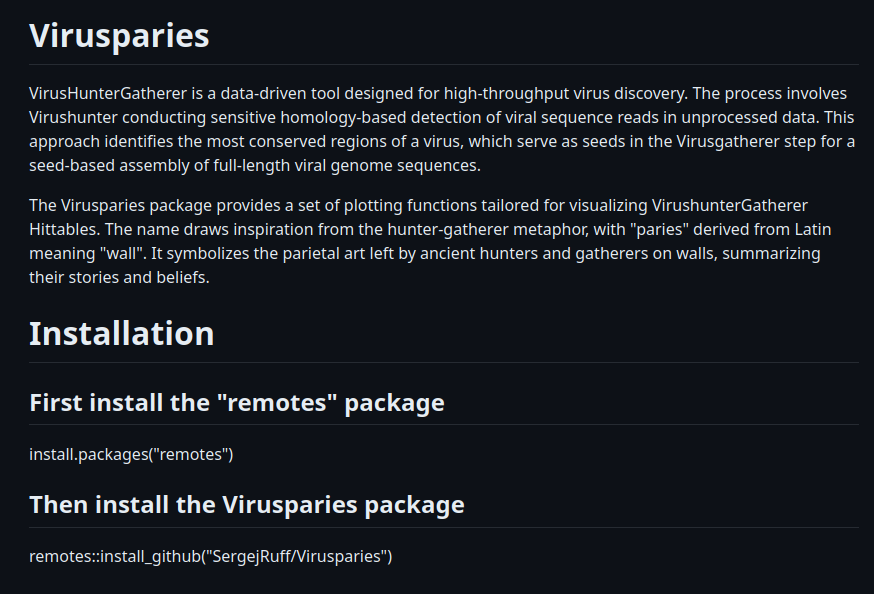 Virusparies
VirusHunterGatherer is a data-driven tool designed for high-throughput virus discovery. The process involves
Virushunter conducting sensitive homology-based detection of viral sequence reads in unprocessed data. This
approach identifies the most conserved regions of a virus, which serve as seeds in the Virusgatherer step for a
seed-based assembly of full-length viral genome sequences.
The Virusparies package provides a set of plotting functions tailored for visualizing VirushunterGatherer
Hittables. The name draws inspiration from the hunter-gatherer metaphor, with "paries" derived from Latin
meaning "wall". It symbolizes the parietal art left by ancient hunters and gatherers on walls, summarizing
their stories and beliefs.
Installation
First install the "remotes" package
install.packages("remotes")
Then install the Virusparies package
remotes::install_github("SergejRuff/Virusparies")